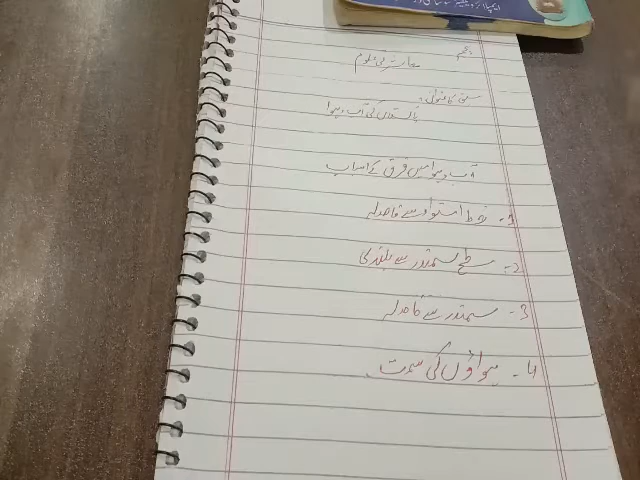 معاشرتی علوم
سبق کا عنوان:
پاکستان کی آب و ہوا
آب و ہوا میں فرق کے اسباب
1- خط استواء سے فاصلہ
2- سطح سمندر سے بلندی
3- سمندر سے فاصلہ
4- ہواؤں کی سمت